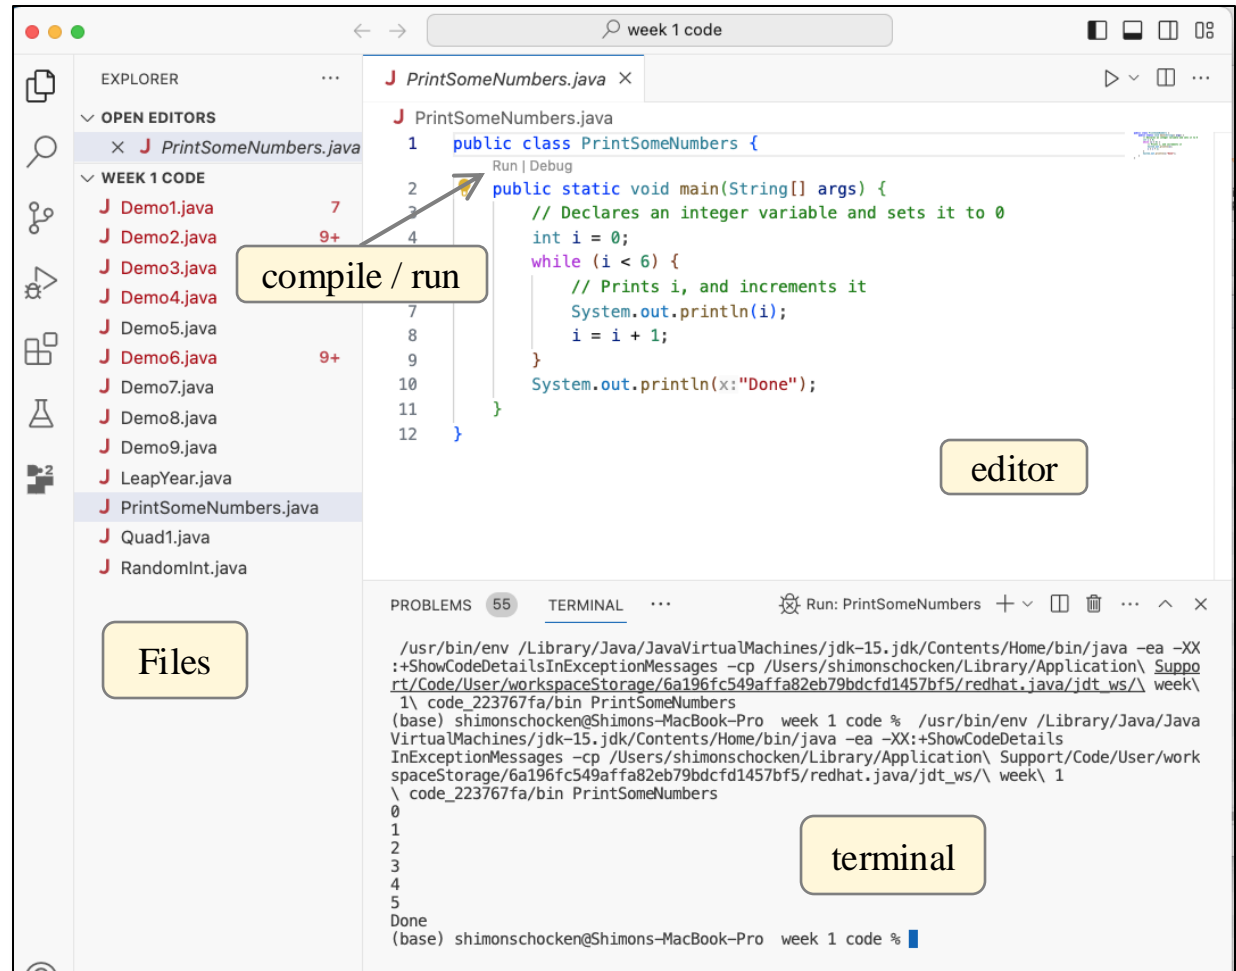 week 1 code
EXPLORER
OPEN EDITORS
PrintSomeNumbers.java
WEEK 1 CODE
Demo1.java 7
Demo2.java 9+
Demo3.java
Demo4.java
Demo5.java
Demo6.java 9+
Demo7.java
Demo8.java
Demo9.java
LeapYear.java
PrintSomeNumbers.java
Quad1.java
RandomInt.java
Files
PrintSomeNumbers.java
PrintSomeNumbers.java
1 public class PrintSomeNumbers {
Run | Debug
2 public static void main(String[] args) {
3 // Declares an integer variable and sets it to 0
4 int i = 0;
while (i < 6) {
// Prints i, and increments it
7 System.out.println(i);
8 i = i + 1;
9 }
10 System.out.println(x:"Done");
11 }
12 }
compile / run
editor
PROBLEMS 55 TERMINAL ··· Run: PrintSomeNumbers
/usr/bin/env /Library/Java/JavaVirtualMachines/jdk-15.jdk/Contents/Home/bin/java -ea -XX
:+ShowCodeDetailsInExceptionMessages -cp /Users/shimonschocken/Library/Application\ Suppo
rt/Code/User/workspaceStorage/6a196fc549affa82eb79bdcfd1457bf5/redhat.java/jdt_ws/\ week\
1\ code_223767fa/bin PrintSomeNumbers
(base) shimonschocken@Shimons-MacBook-Pro week 1 code % /usr/bin/env /Library/Java/Java
VirtualMachines/jdk-15.jdk/Contents/Home/bin/java -ea -XX:+ShowCodeDetails
InExceptionMessages -cp /Users/shimonschocken/Library/Application\ Support/Code/User/work
spaceStorage/6a196fc549affa82eb79bdcfd1457bf5/redhat.java/jdt_ws/\ week\ 1
\ code_223767fa/bin PrintSomeNumbers
0
1
2
3
4
5
Done
(base) shimonschocken@Shimons-MacBook-Pro week 1 code %
terminal